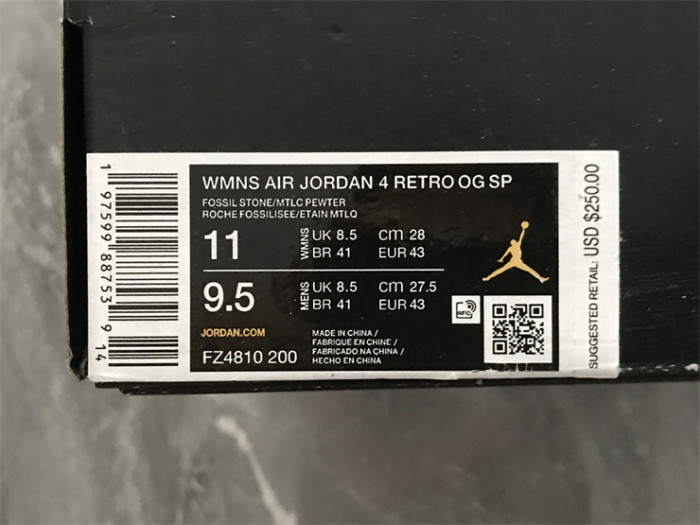 1 97599 88753 9 14
WMNS AIR JORDAN 4 RETRO OG SP
FOSSIL STONE/MTLC PEWTER
ROCHE FOSSILISEE/ETAIN MTLQ
11 WMNS UK 8.5 CM 28
BR 41 EUR 43
9.5 MENS UK 8.5 CM 27.5
BR 41 EUR 43
JORDAN.COM
FZ4810 200
MADE IN CHINA /
FABRIQUE EN CHINE /
FABRICADO NA CHINA /
HECHO EN CHINA
RFID
SUGGESTED RETAIL: USD $250.00